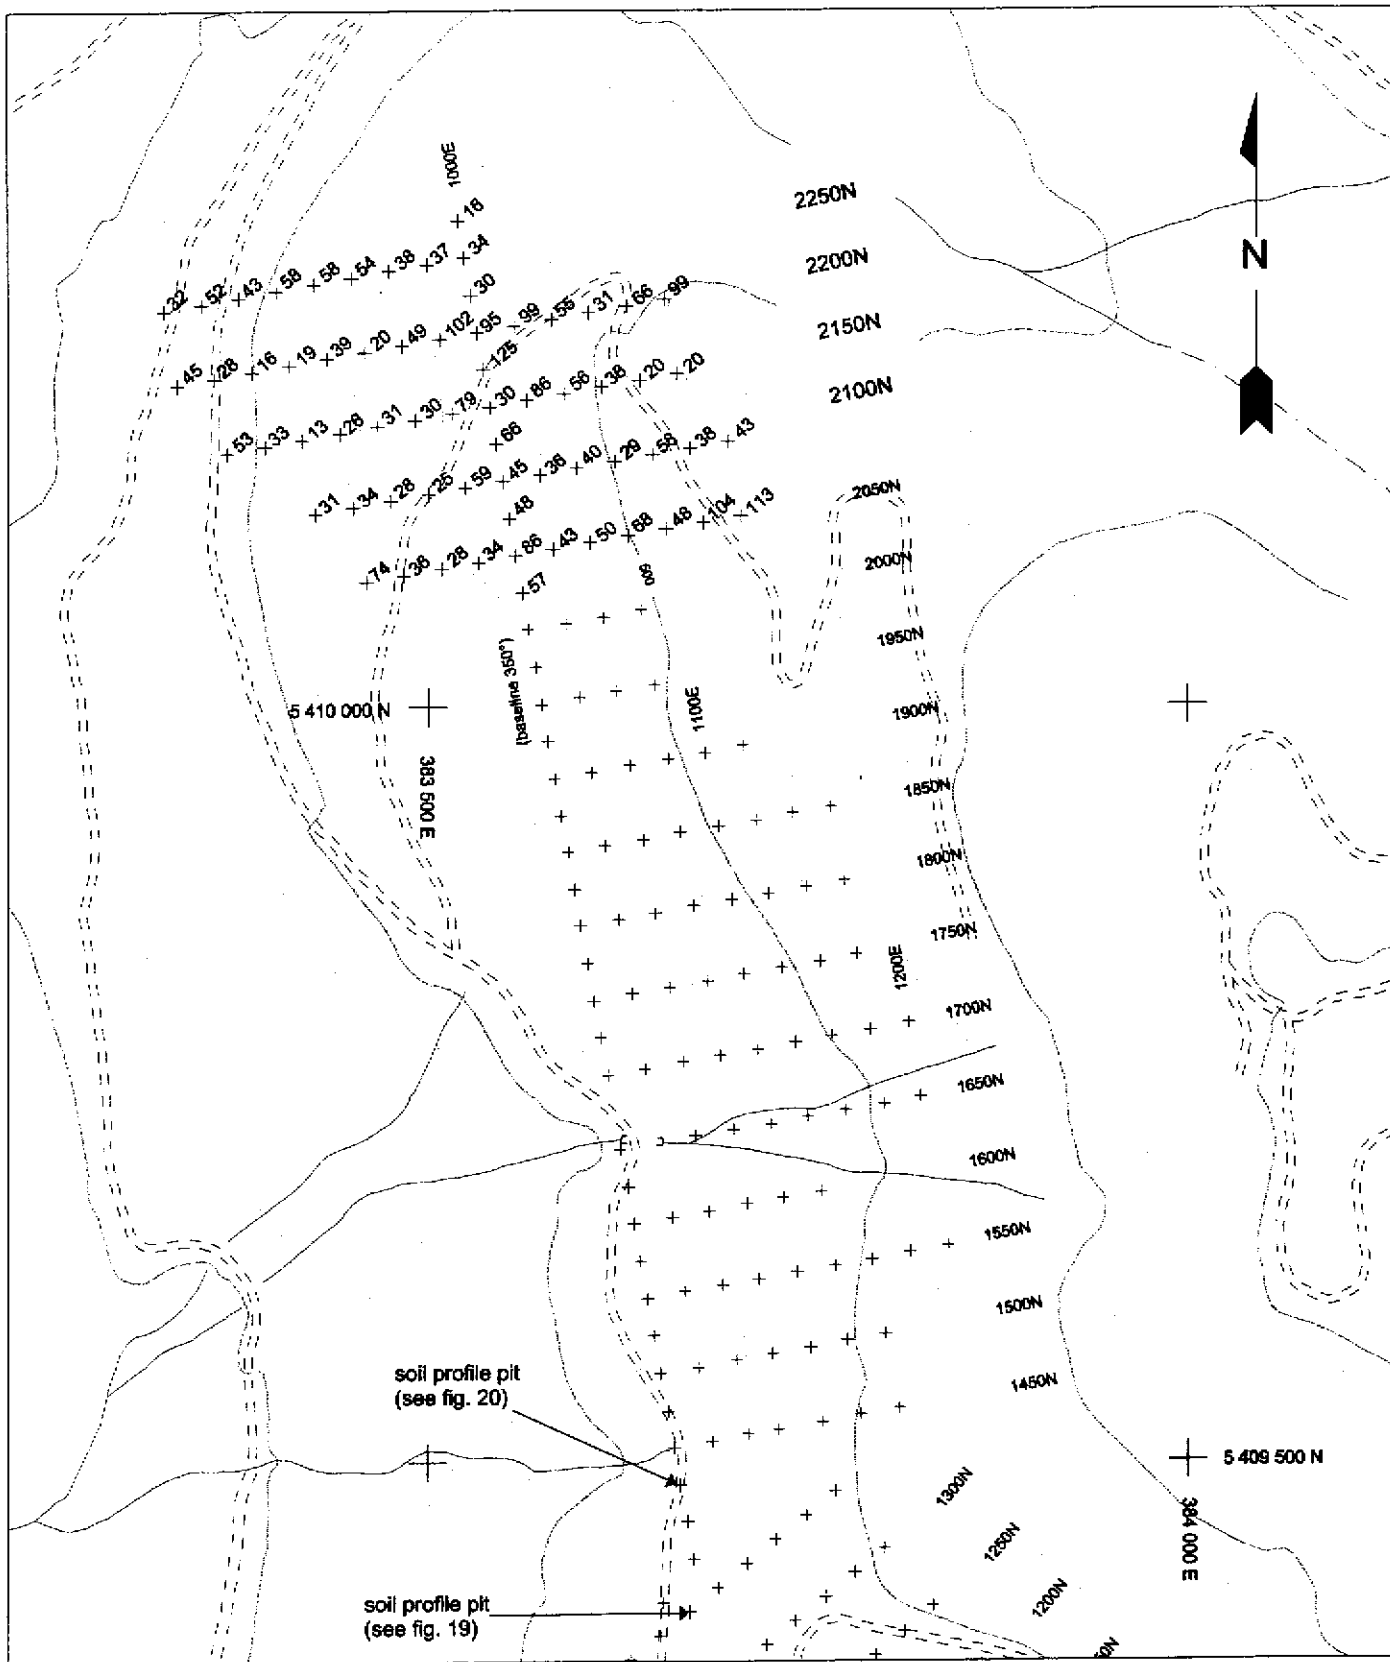 1000E
16
2250N
32 52 43 58 58 54 38 37 34
2200N
30
N
45 28 16 19 39 20 49 102 95 99 55 31 66 99
2150N
125
53 33 13 28 31 30 79 30 86 56 38 20 20
2100N
68
31 34 28 25 59 45 36 40 29 58 38 43
2050N
48
74 36 28 34 86 43 50 68 48 104 113
2000N
57
600
(baseline 350°)
1950N
5 410 000 N
1100E
1900N
383 500 E
1850N
1800N
1750N
1200E
1700N
1650N
1600N
1550N
1500N
soil profile pit
(see fig. 20)
1450N
5 409 500 N
1300N
384 000 E
1250N
1200N
soil profile pit
(see fig. 19)